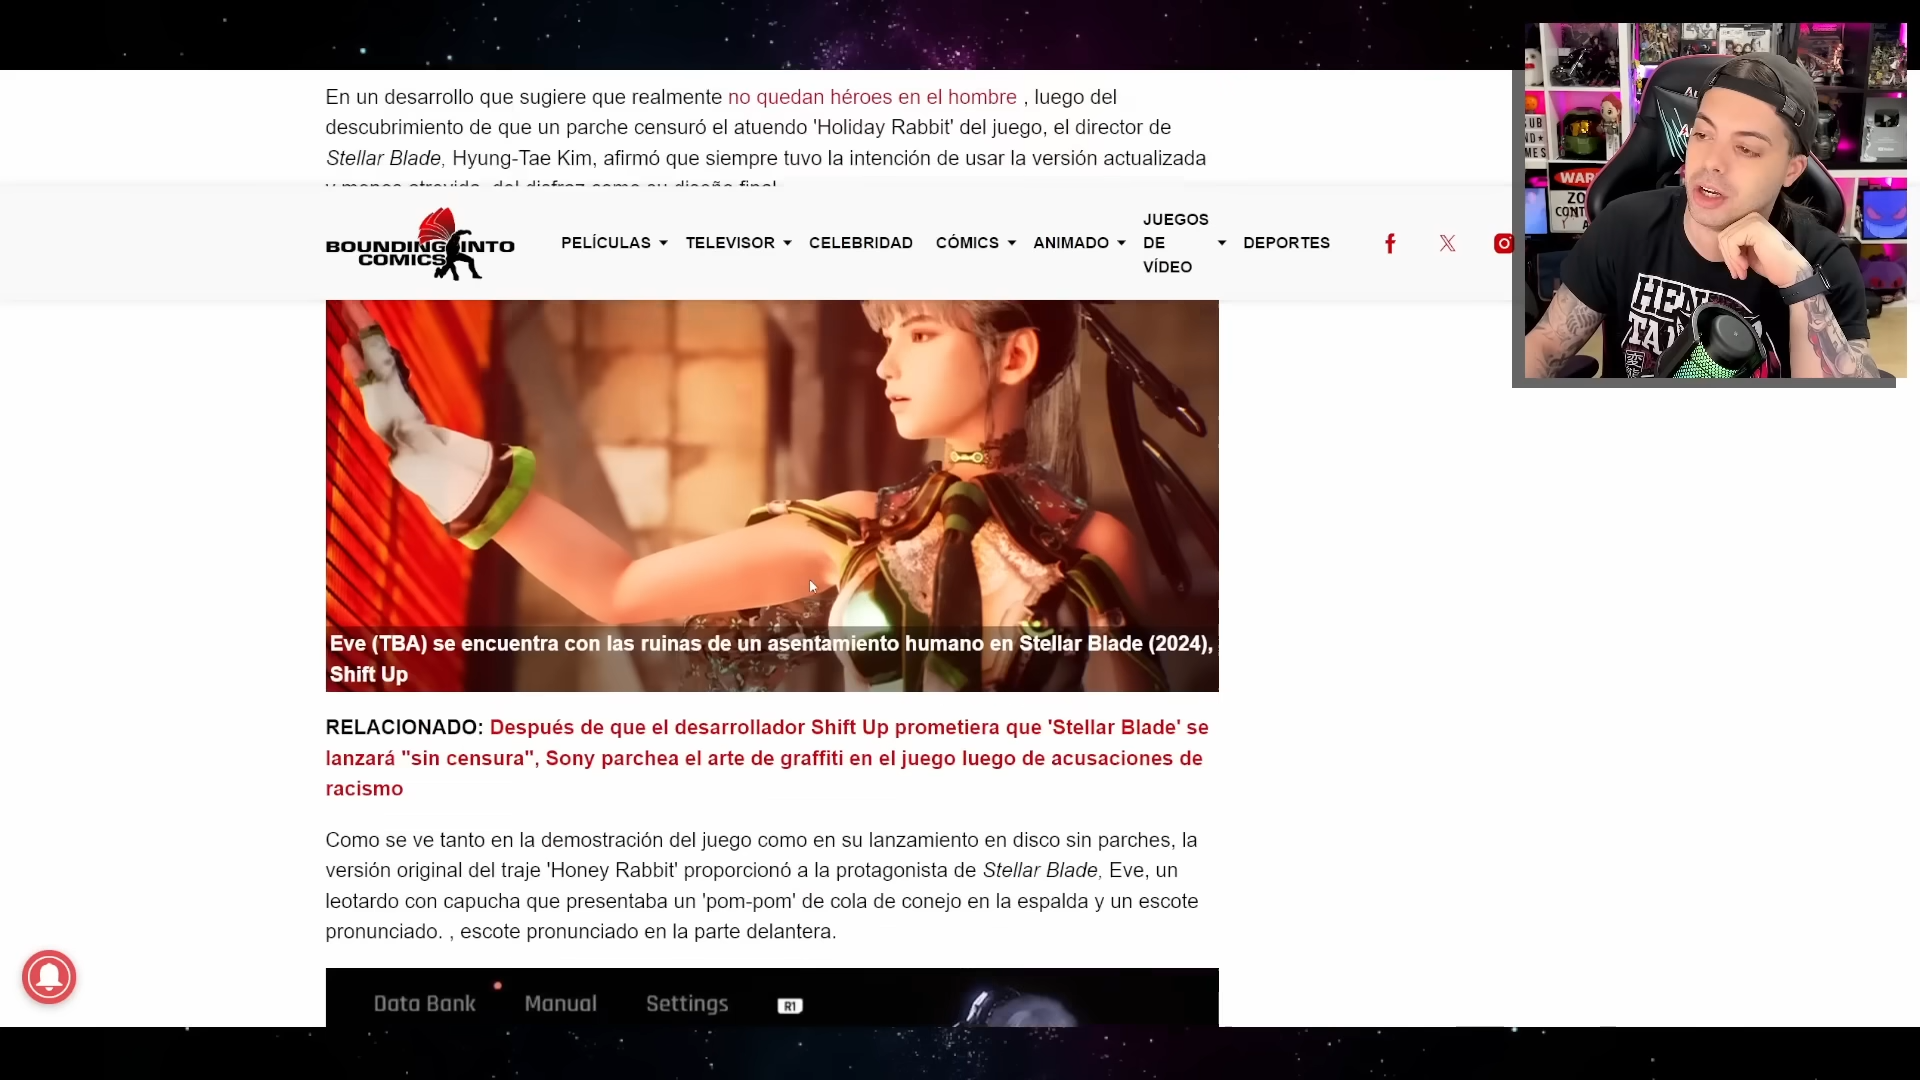 En un desarrollo que sugiere que realmente no quedan héroes en el hombre , luego del
descubrimiento de que un parche censuró el atuendo 'Holiday Rabbit' del juego, el director de
Stellar Blade, Hyung-Tae Kim, afirmó que siempre tuvo la intención de usar la versión actualizada
y menos atrevida, del disfraz como su diseño final.
BOUNDING INTO
COMICS
PELÍCULAS
TELEVISOR
CELEBRIDAD
CÓMICS
ANIMADO
JUEGOS
DE
VÍDEO
DEPORTES
Eve (TBA) se encuentra con las ruinas de un asentamiento humano en Stellar Blade (2024),
Shift Up
RELACIONADO: Después de que el desarrollador Shift Up prometiera que 'Stellar Blade' se
lanzará "sin censura", Sony parchea el arte de graffiti en el juego luego de acusaciones de
racismo
Como se ve tanto en la demostración del juego como en su lanzamiento en disco sin parches, la
versión original del traje 'Honey Rabbit' proporcionó a la protagonista de Stellar Blade, Eve, un
leotardo con capucha que presentaba un 'pom-pom' de cola de conejo en la espalda y un escote
pronunciado. , escote pronunciado en la parte delantera.
Data Bank
Manual
Settings
R1